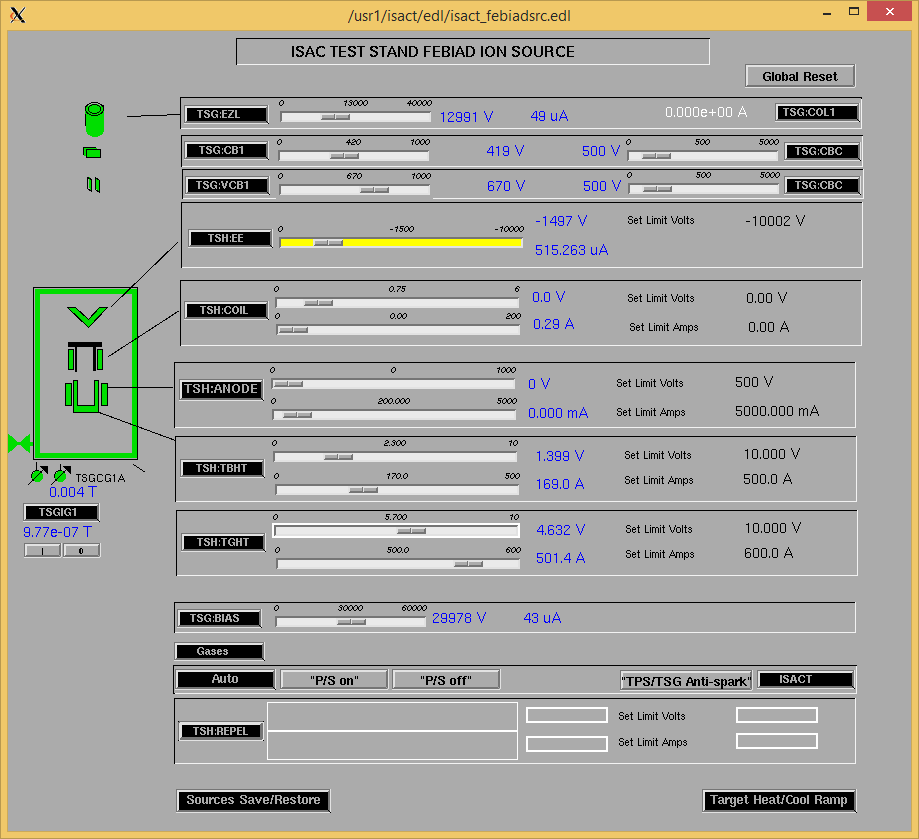 /usr1/isact/edl/isact_febiadsrc.edl
ISAC TEST STAND FEBIAD ION SOURCE
Global Reset
TSG:EZL 0 13000 40000 12991 V 49 uA 0.000e+00 A TSG:COL1
TSG:CB1 0 420 1000 419 V 500 V 0 500 5000 TSG:CBC
TSG:VCB1 0 670 1000 670 V 500 V 0 500 5000 TSG:CBC
TSH:EE 0 -1500 -10000 -1497 V Set Limit Volts -10002 V
515.263 uA
TSH:COIL 0 0.75 6 0.0 V Set Limit Volts 0.00 V
0 0.00 200 0.29 A Set Limit Amps 0.00 A
TSH:ANODE 0 0 1000 0 V Set Limit Volts 500 V
0 200.000 5000 0.000 mA Set Limit Amps 5000.000 mA
TSH:TBHT 0 2.300 10 1.399 V Set Limit Volts 10.000 V
0 170.0 500 169.0 A Set Limit Amps 500.0 A
TSGCG1A
0.004 T
TSGIG1
9.77e-07 T
I 0
TSH:TGHT 0 5.700 10 4.632 V Set Limit Volts 10.000 V
0 500.0 600 501.4 A Set Limit Amps 600.0 A
TSG:BIAS 0 30000 60000 29978 V 43 uA
Gases
Auto "P/S on" "P/S off" "TPS/TSG Anti-spark" ISACT
TSH:REPEL Set Limit Volts
Set Limit Amps
Sources Save/Restore Target Heat/Cool Ramp